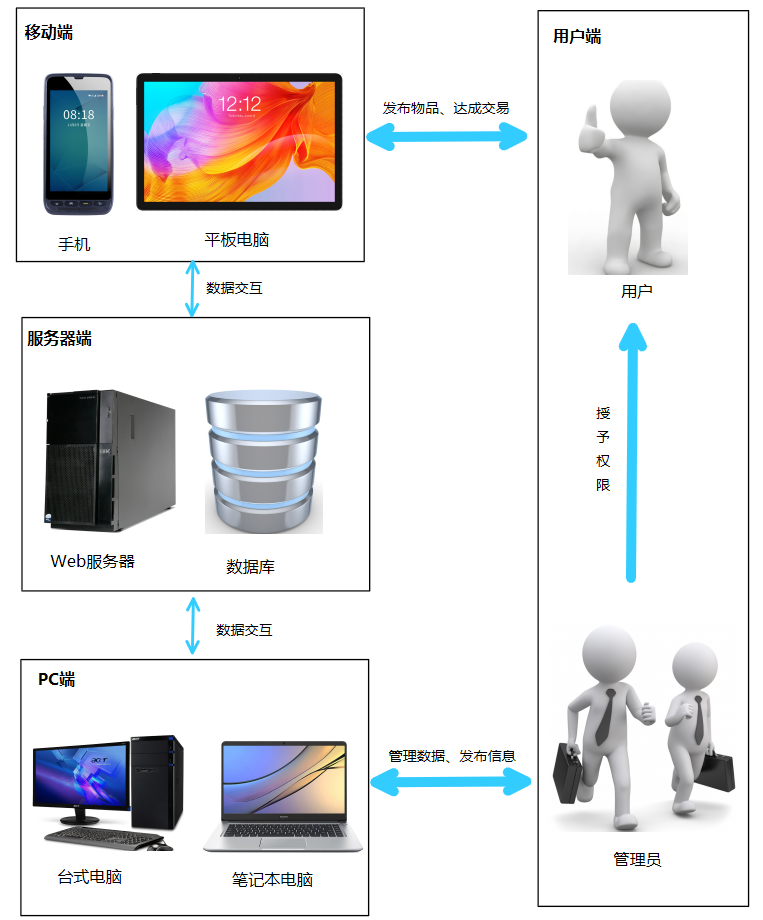 移动端
08:18
12:12
手机
平板电脑
发布物品、达成交易
用户端
用户
数据交互
服务器端
Web服务器
数据库
授
予
权
限
数据交互
PC端
acer
台式电脑
笔记本电脑
管理数据、发布信息
管理员